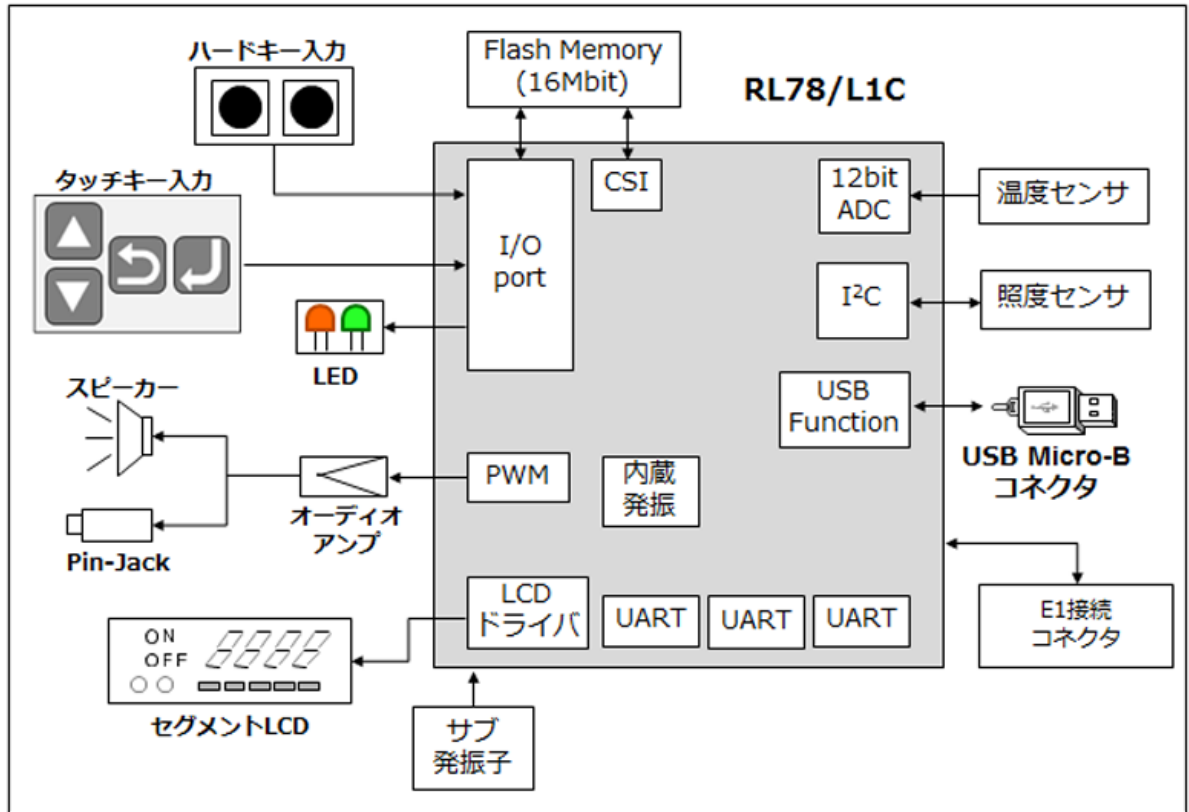 ハードキー入力
Flash Memory
(16Mbit)
RL78/L1C
タッチキー入力
I/O
port
CSI
12bit
ADC
温度センサ
I²C
照度センサ
LED
スピーカー
USB
Function
USB Micro-B
コネクタ
PWM
内蔵
発振
オーディオ
アンプ
Pin-Jack
LCD
ドライバ
UART
UART
UART
E1接続
コネクタ
ON
OFF
8888
セグメントLCD
サブ
発振子